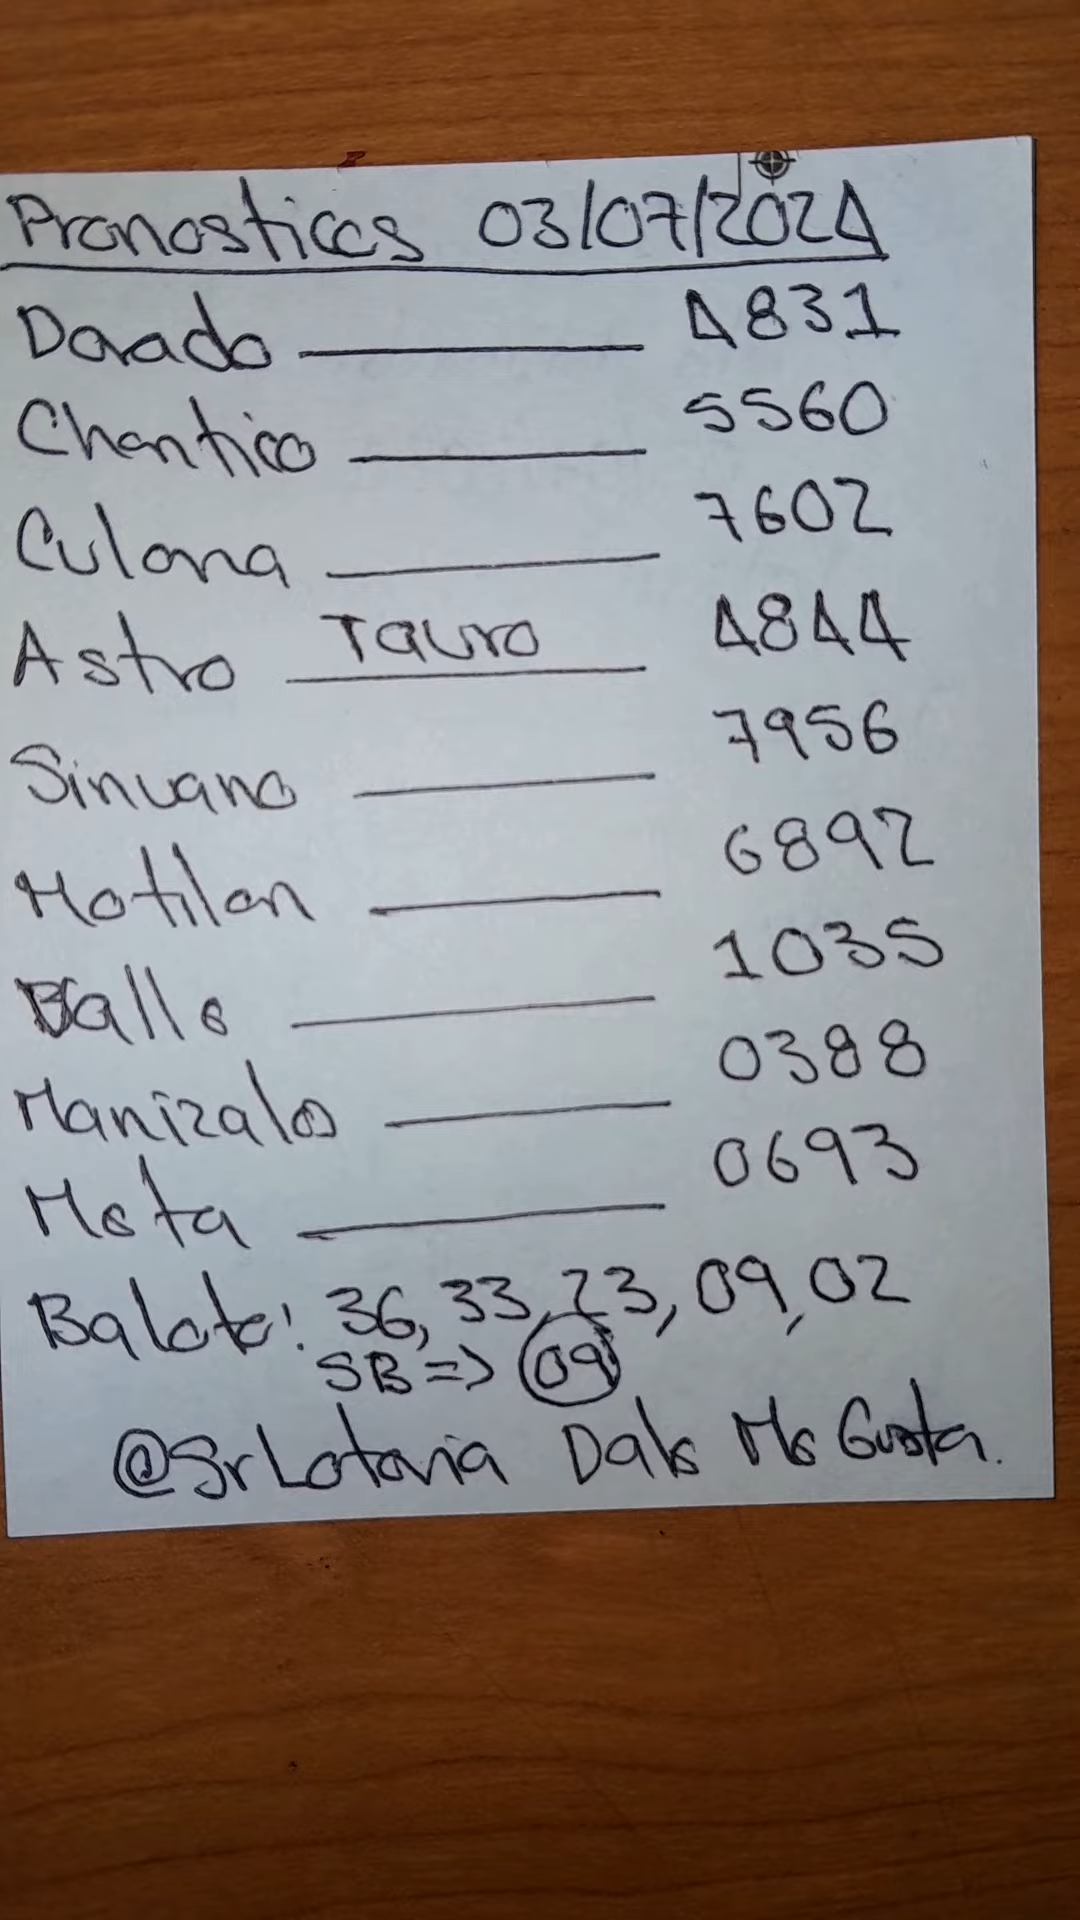 Pronosticos 03/07/2024
Dorado 4831
Chontico 5560
Culona 7602
Astro Tauro 4844
Sinuano 7956
Motilon 6892
Valle 1035
Manizales 0388
Meta 0693
Baloto: 36, 33, 23, 09, 02
SB => 09
@SrLoteria Dale Me Gusta.